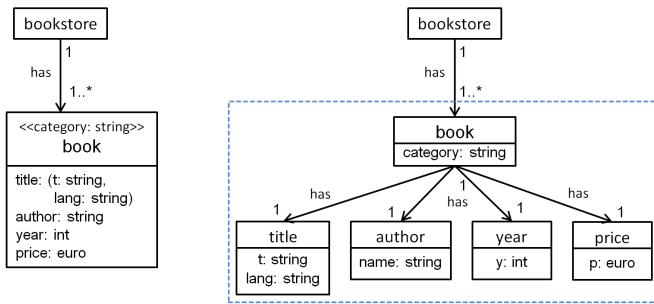 bookstore
1
has
1..*
<<category: string>>
book
title: (t: string,
lang: string)
author: string
year: int
price: euro
bookstore
1
has
1..*
book
category: string
has
1
has
has
1
1
1
1
title
t: string
lang: string
author
name: string
year
y: int
price
p: euro